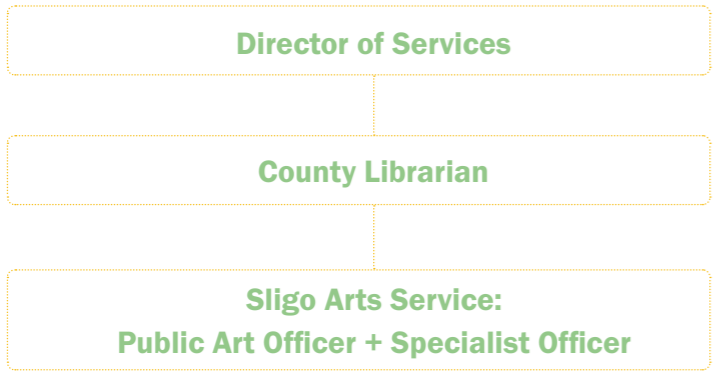 Director of Services
County Librarian
Sligo Arts Service:
Public Art Officer + Specialist Officer